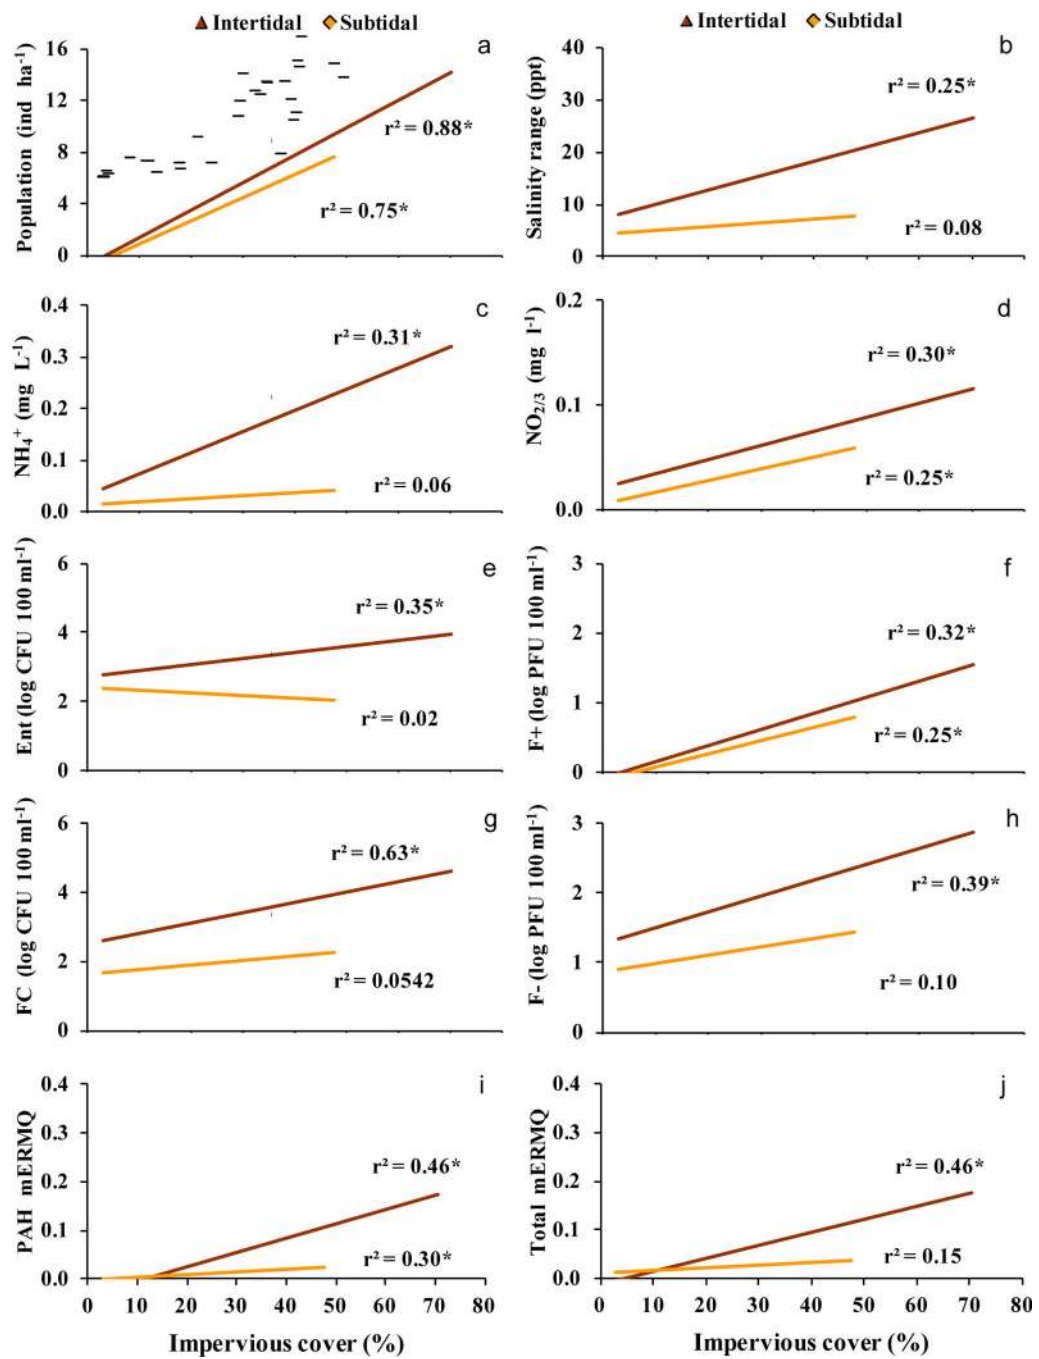 Intertidal Subtidal
Intertidal Subtidal
a
Population (ind ha⁻¹)
16
12
8
4
0
r² = 0.88*
r² = 0.75*
b
Salinity range (ppt)
40
30
20
10
0
r² = 0.25*
r² = 0.08
c
NH₄⁺ (mg L⁻¹)
0.4
0.3
0.2
0.1
0.0
r² = 0.31*
r² = 0.06
d
NO₂/₃ (mg l⁻¹)
0.2
0.1
0.0
r² = 0.30*
r² = 0.25*
e
Ent (log CFU 100 ml⁻¹)
6
4
2
0
r² = 0.35*
r² = 0.02
f
F+ (log PFU 100 ml⁻¹)
3
2
1
0
r² = 0.32*
r² = 0.25*
g
FC (log CFU 100 ml⁻¹)
6
4
2
0
r² = 0.63*
r² = 0.0542
h
F- (log PFU 100 ml⁻¹)
3
2
1
0
r² = 0.39*
r² = 0.10
i
PAH mERMQ
0.4
0.3
0.2
0.1
0.0
r² = 0.46*
r² = 0.30*
0 10 20 30 40 50 60 70 80
Impervious cover (%)
j
Total mERMQ
0.4
0.3
0.2
0.1
0.0
r² = 0.46*
r² = 0.15
0 10 20 30 40 50 60 70 80
Impervious cover (%)